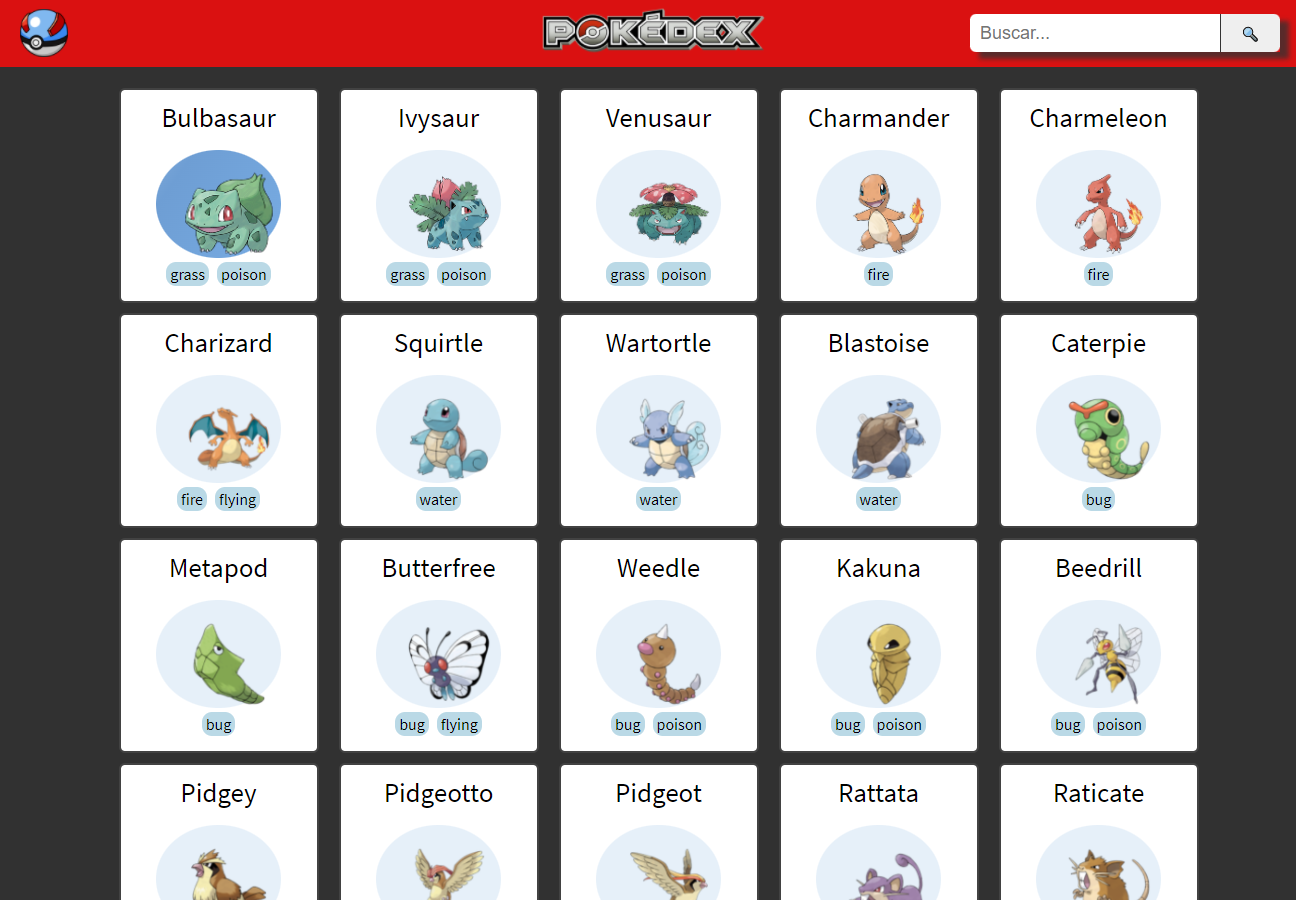 POKÉDEX
Buscar...
Bulbasaur
Ivysaur
Venusaur
Charmander
Charmeleon
grass poison
grass poison
grass poison
fire
fire
Charizard
Squirtle
Wartortle
Blastoise
Caterpie
fire flying
water
water
water
bug
Metapod
Butterfree
Weedle
Kakuna
Beedrill
bug
bug flying
bug poison
bug poison
bug poison
Pidgey
Pidgeotto
Pidgeot
Rattata
Raticate